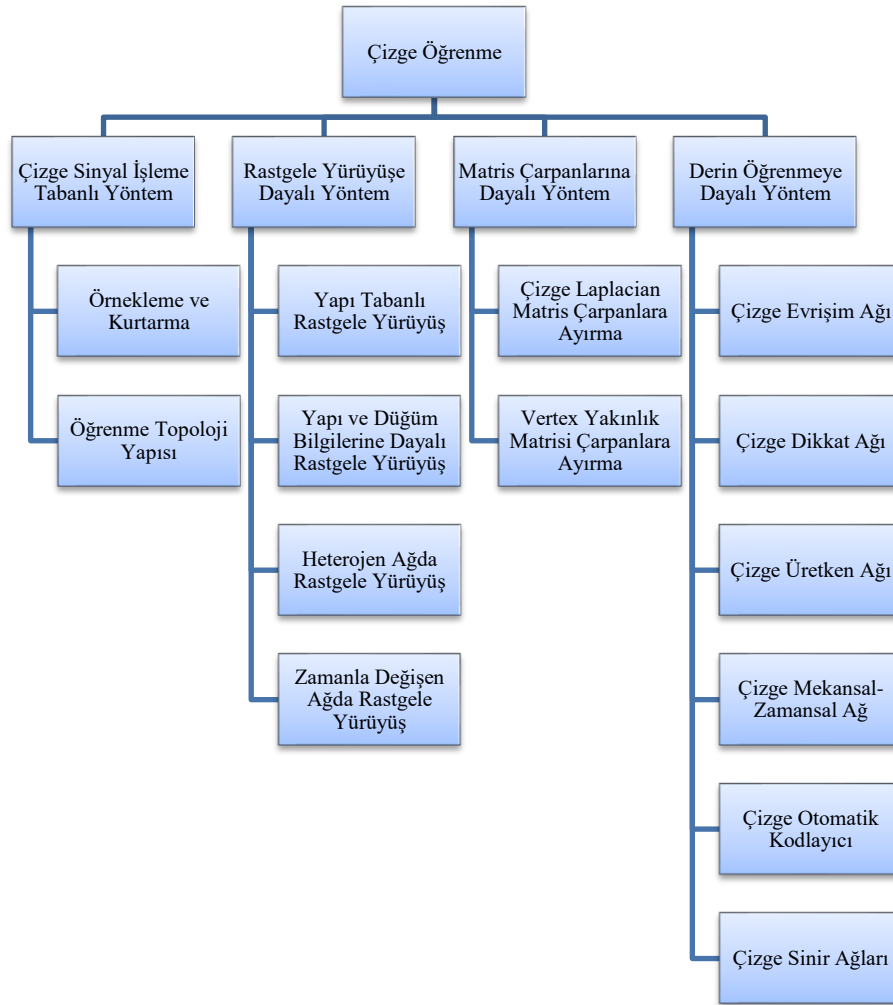 Çizge Öğrenme
Çizge Sinyal İşleme
Tabanlı Yöntem
Örnekleme ve
Kurtarma
Öğrenme Topoloji
Yapısı
Rastgele Yürüyüşe
Dayalı Yöntem
Yapı Tabanlı
Rastgele Yürüyüş
Yapı ve Düğüm
Bilgilerine Dayalı
Rastgele Yürüyüş
Heterojen Ağda
Rastgele Yürüyüş
Zamanla Değişen
Ağda Rastgele
Yürüyüş
Matris Çarpanlarına
Dayalı Yöntem
Çizge Laplacian
Matris Çarpanlara
Ayırma
Vertex Yakınlık
Matrisi Çarpanlara
Ayırma
Derin Öğrenmeye
Dayalı Yöntem
Çizge Evrişim Ağı
Çizge Dikkat Ağı
Çizge Üretken Ağı
Çizge Mekansal-
Zamansal Ağ
Çizge Otomatik
Kodlayıcı
Çizge Sinir Ağları